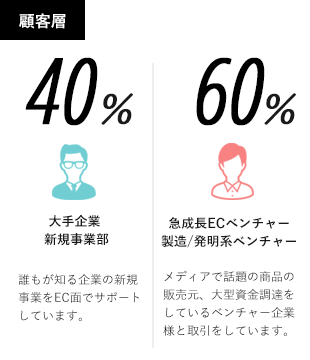 顧客層
40%
大手企業
新規事業部
誰もが知る企業の新規
事業をEC面でサポート
しています。
60%
急成長ECベンチャー
製造/発明系ベンチャー
メディアで話題の商品の
販売元、大型資金調達を
しているベンチャー企業
様と取引をしています。